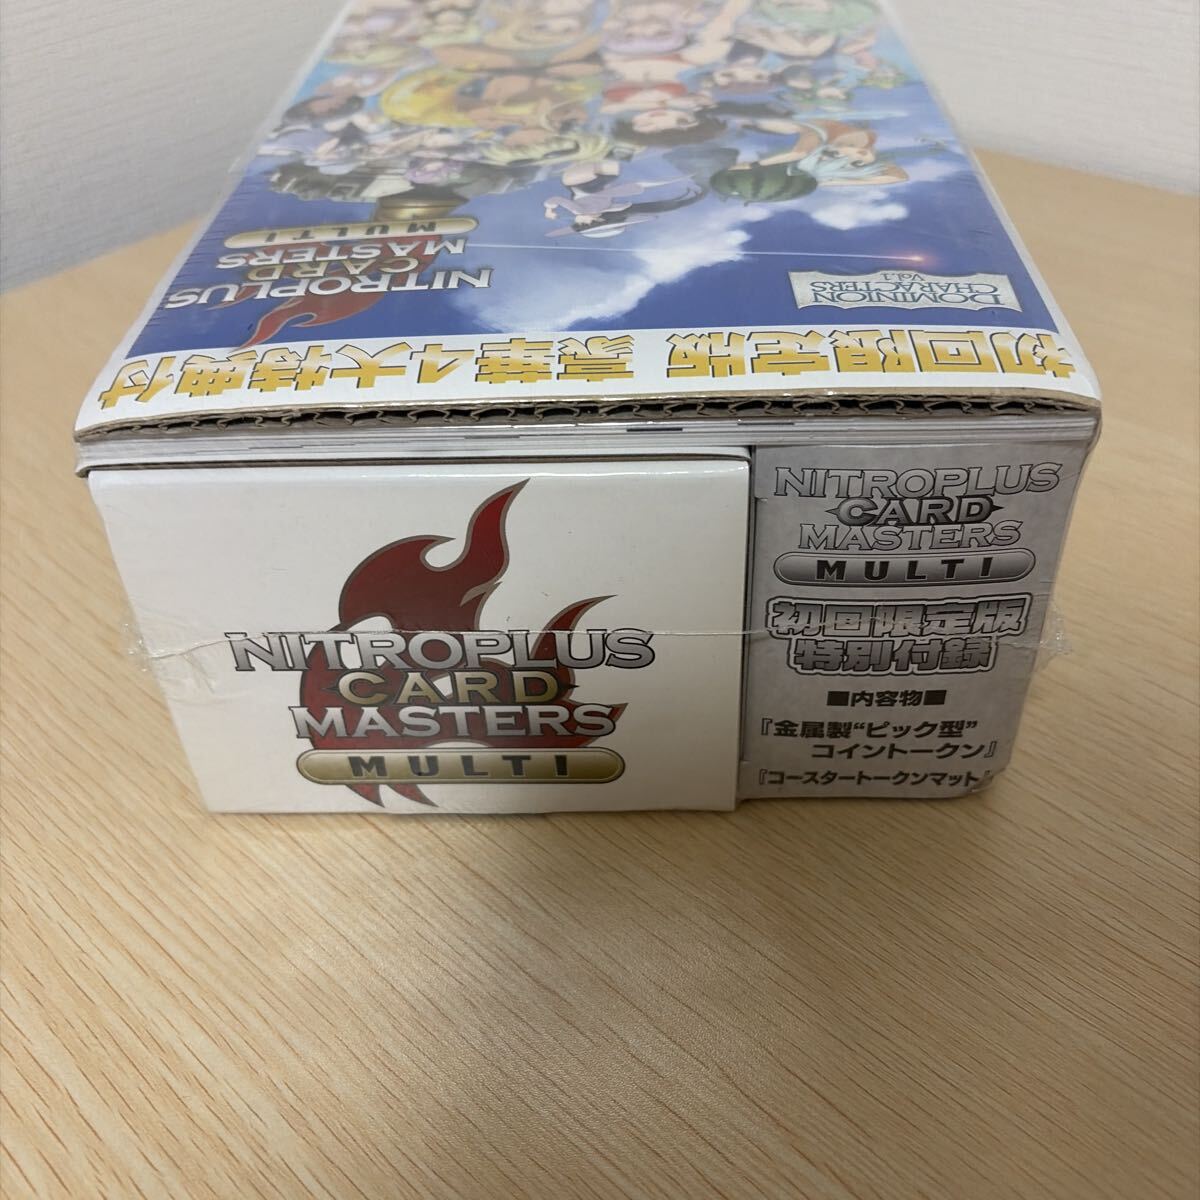 初回限定版 豪華4大特典付
DOMINION
CHARACTERS
Vol.1
NITROPLUS
CARD
MASTERS
MULTI
NITROPLUS
CARD
MASTERS
MULTI
NITROPLUS
CARD
MASTERS
MULTI
初回限定版
特別付録
■内容物■
『金属製“ピック型”
コイントークン』
『コースタートークンマット』